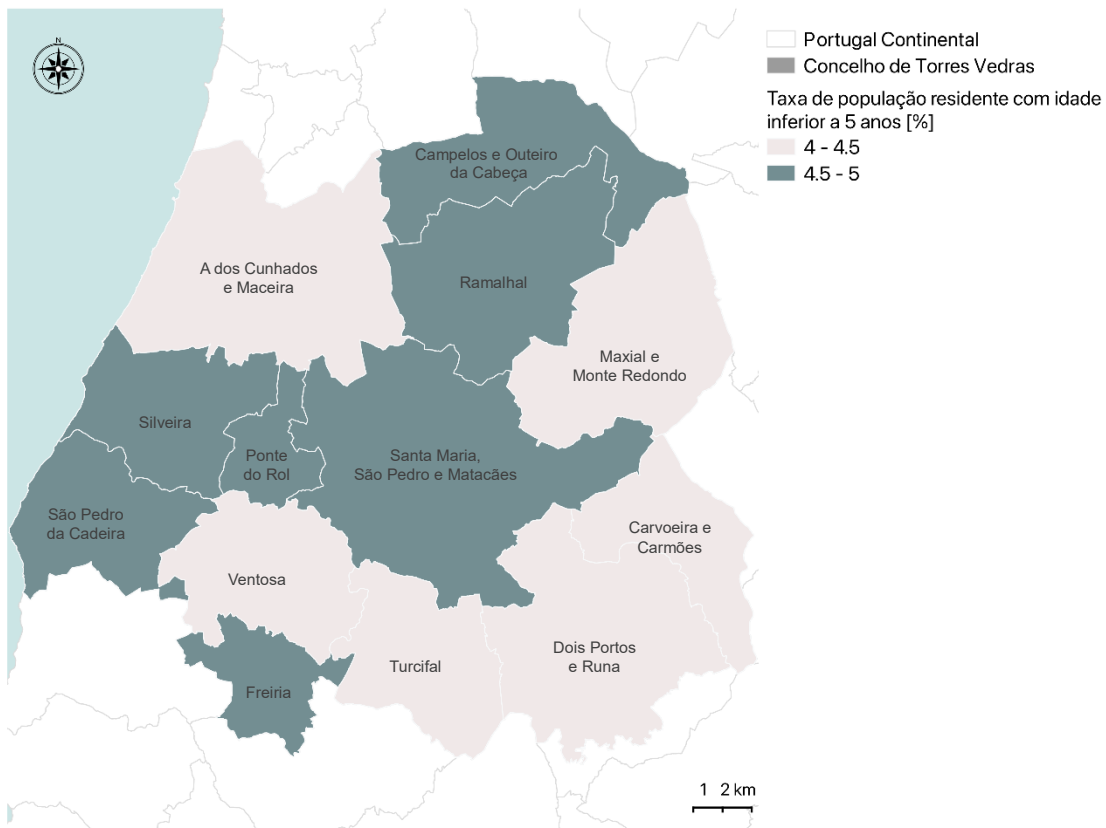 N
Portugal Continental
Concelho de Torres Vedras
Taxa de população residente com idade
inferior a 5 anos [%]
4 - 4.5
4.5 - 5
Campelos e Outeiro
da Cabeça
A dos Cunhados
e Maceira
Ramalhal
Maxial e
Monte Redondo
Silveira
Ponte
do Rol
Santa Maria,
São Pedro e Matacães
São Pedro
da Cadeira
Carvoeira e
Carmões
Ventosa
Dois Portos
e Runa
Turcifal
Freiria
1 2 km